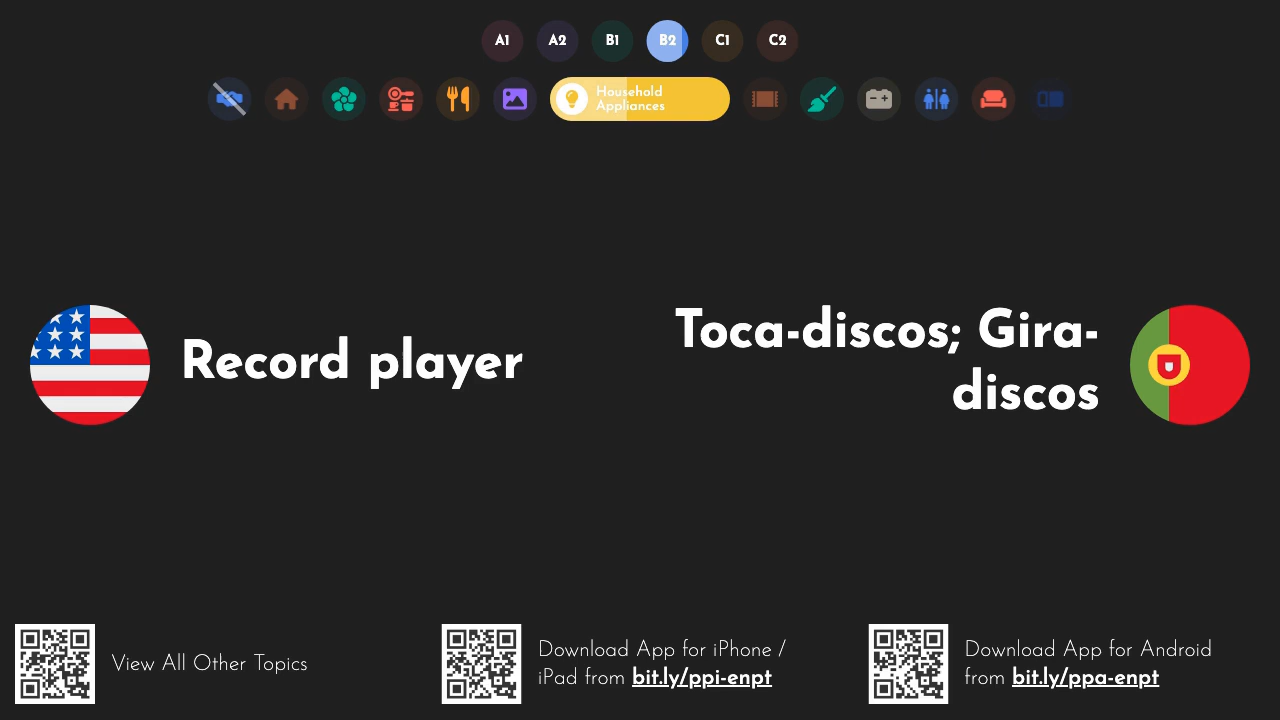 A1 A2 B1 B2 C1 C2
Household
Appliances
Record player
Toca-discos; Gira-
discos
View All Other Topics
Download App for iPhone /
iPad from bit.ly/ppi-enpt
Download App for Android
from bit.ly/ppa-enpt